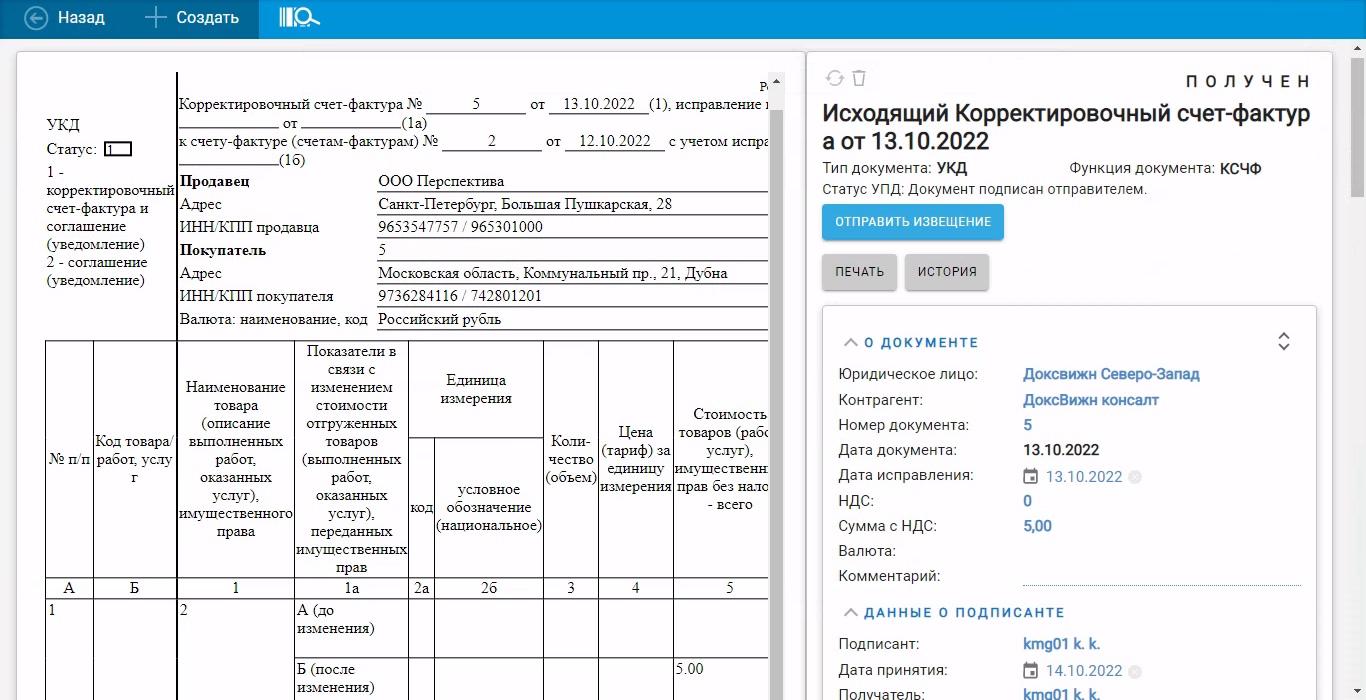 Назад
Создать
УКД
Статус: 1
1 -
корректировочный
счет-фактура и
соглашение
(уведомление)
2 - соглашение
(уведомление)
Корректировочный счет-фактура № 5 от 13.10.2022 (1), исправление
от (1а)
к счету-фактуре (счетам-фактурам) № 2 от 12.10.2022 с учетом испра
(1б)
Продавец ООО Перспектива
Адрес Санкт-Петербург, Большая Пушкарская, 28
ИНН/КПП продавца 9653547757 / 965301000
Покупатель 5
Адрес Московская область, Коммунальный пр., 21, Дубна
ИНН/КПП покупателя 9736284116 / 742801201
Валюта: наименование, код Российский рубль
№ п/п
Код товара/
работ, услу
г
Наименование
товара
(описание
выполненных
работ,
оказанных
услуг),
имущественного
права
Показатели в
связи с
изменением
стоимости
отгруженных
товаров
(выполненных
работ,
оказанных
услуг),
переданных
имущественных
прав
Единица
измерения
код
условное
обозначение
(национальное)
Коли-
чество
(объем)
Цена
(тариф) за
единицу
измерения
Стоимость
товаров (рабо
услуг),
имущественн
прав без нало
- всего
А Б 1 1а 2а 2б 3 4 5
1 2 А (до
изменения)
Б (после 5.00
изменения)
ПОЛУЧЕН
Исходящий Корректировочный счет-фактур
а от 13.10.2022
Тип документа: УКД Функция документа: КСЧФ
Статус УПД: Документ подписан отправителем.
ОТПРАВИТЬ ИЗВЕЩЕНИЕ
ПЕЧАТЬ ИСТОРИЯ
О ДОКУМЕНТЕ
Юридическое лицо: Доксвижн Северо-Запад
Контрагент: ДоксВижн консалт
Номер документа: 5
Дата документа: 13.10.2022
Дата исправления: 13.10.2022
НДС: 0
Сумма с НДС: 5,00
Валюта:
Комментарий:
ДАННЫЕ О ПОДПИСАНТЕ
Подписант: kmg01 k. k.
Дата принятия: 14.10.2022
Получатель: kmg01 k. k.